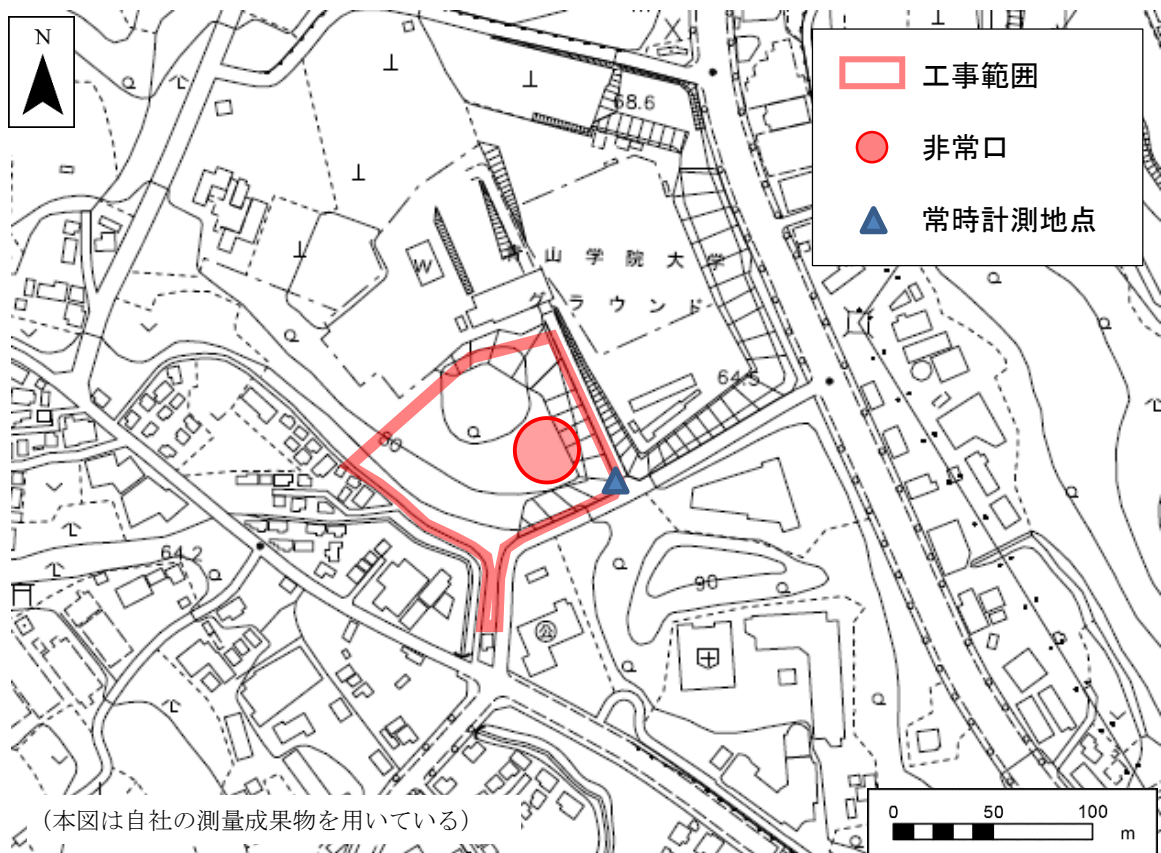 N
工事範囲
非常口
常時計測地点
68.6
W
山学院大学
グラウンド
64.5
80
64.2
90
公
(本図は自社の測量成果物を用いている)
0 50 100
m